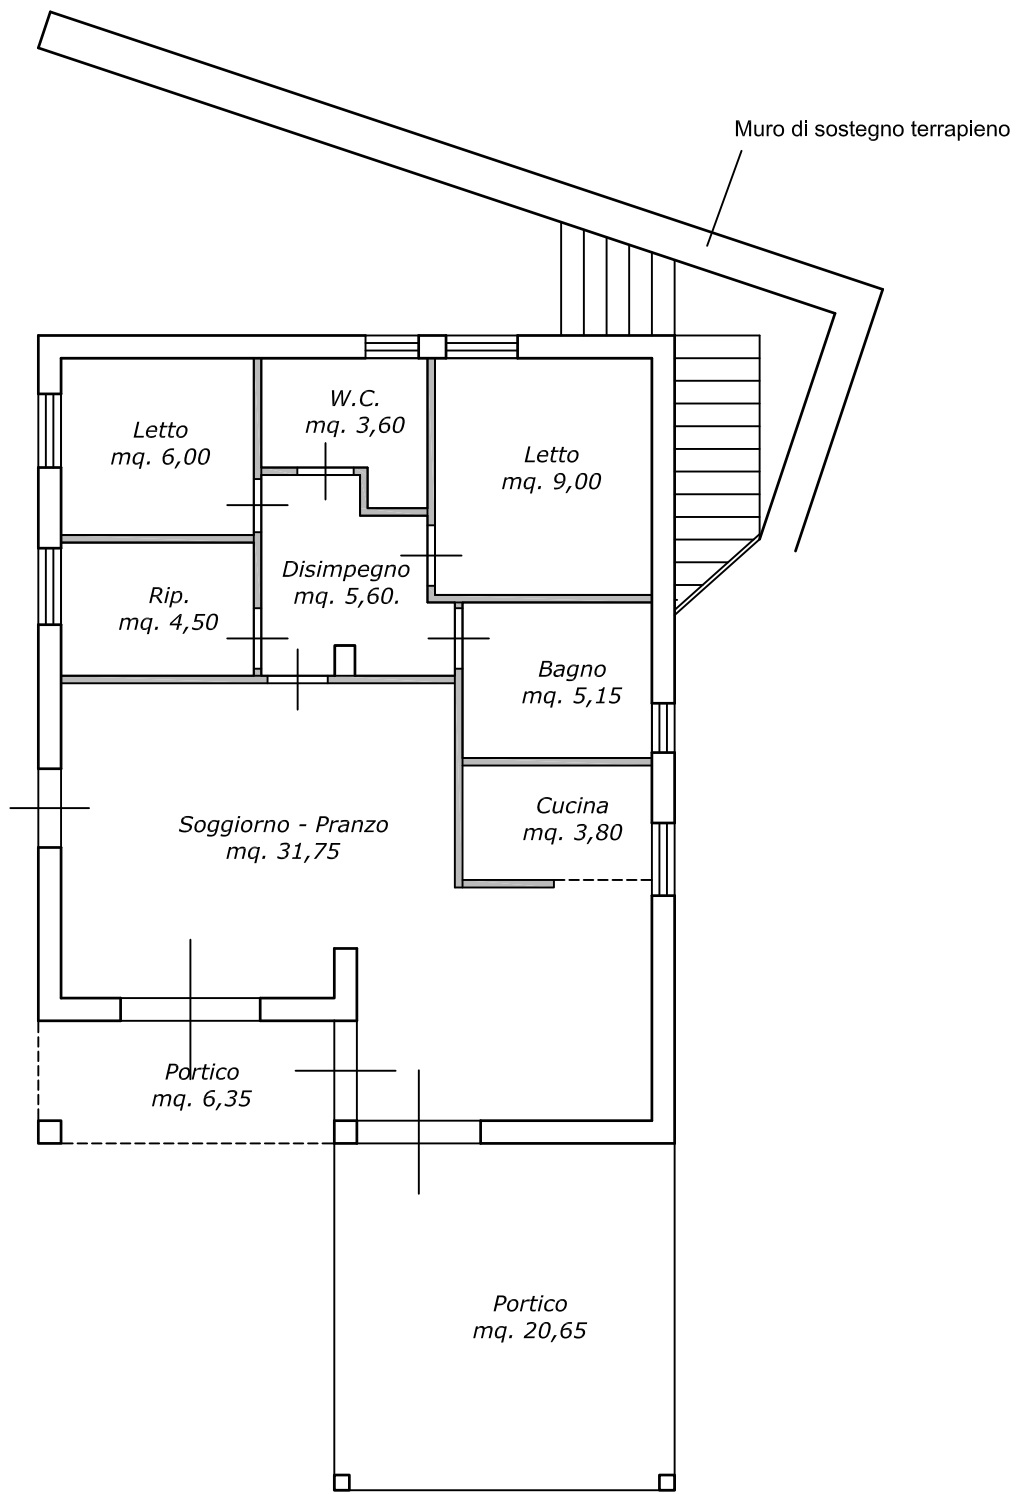 Muro di sostegno terrapieno
W.C.
mq. 3,60
Letto
mq. 6,00
Letto
mq. 9,00
Disimpegno
mq. 5,60.
Rip.
mq. 4,50
Bagno
mq. 5,15
Cucina
mq. 3,80
Soggiorno - Pranzo
mq. 31,75
Portico
mq. 6,35
Portico
mq. 20,65